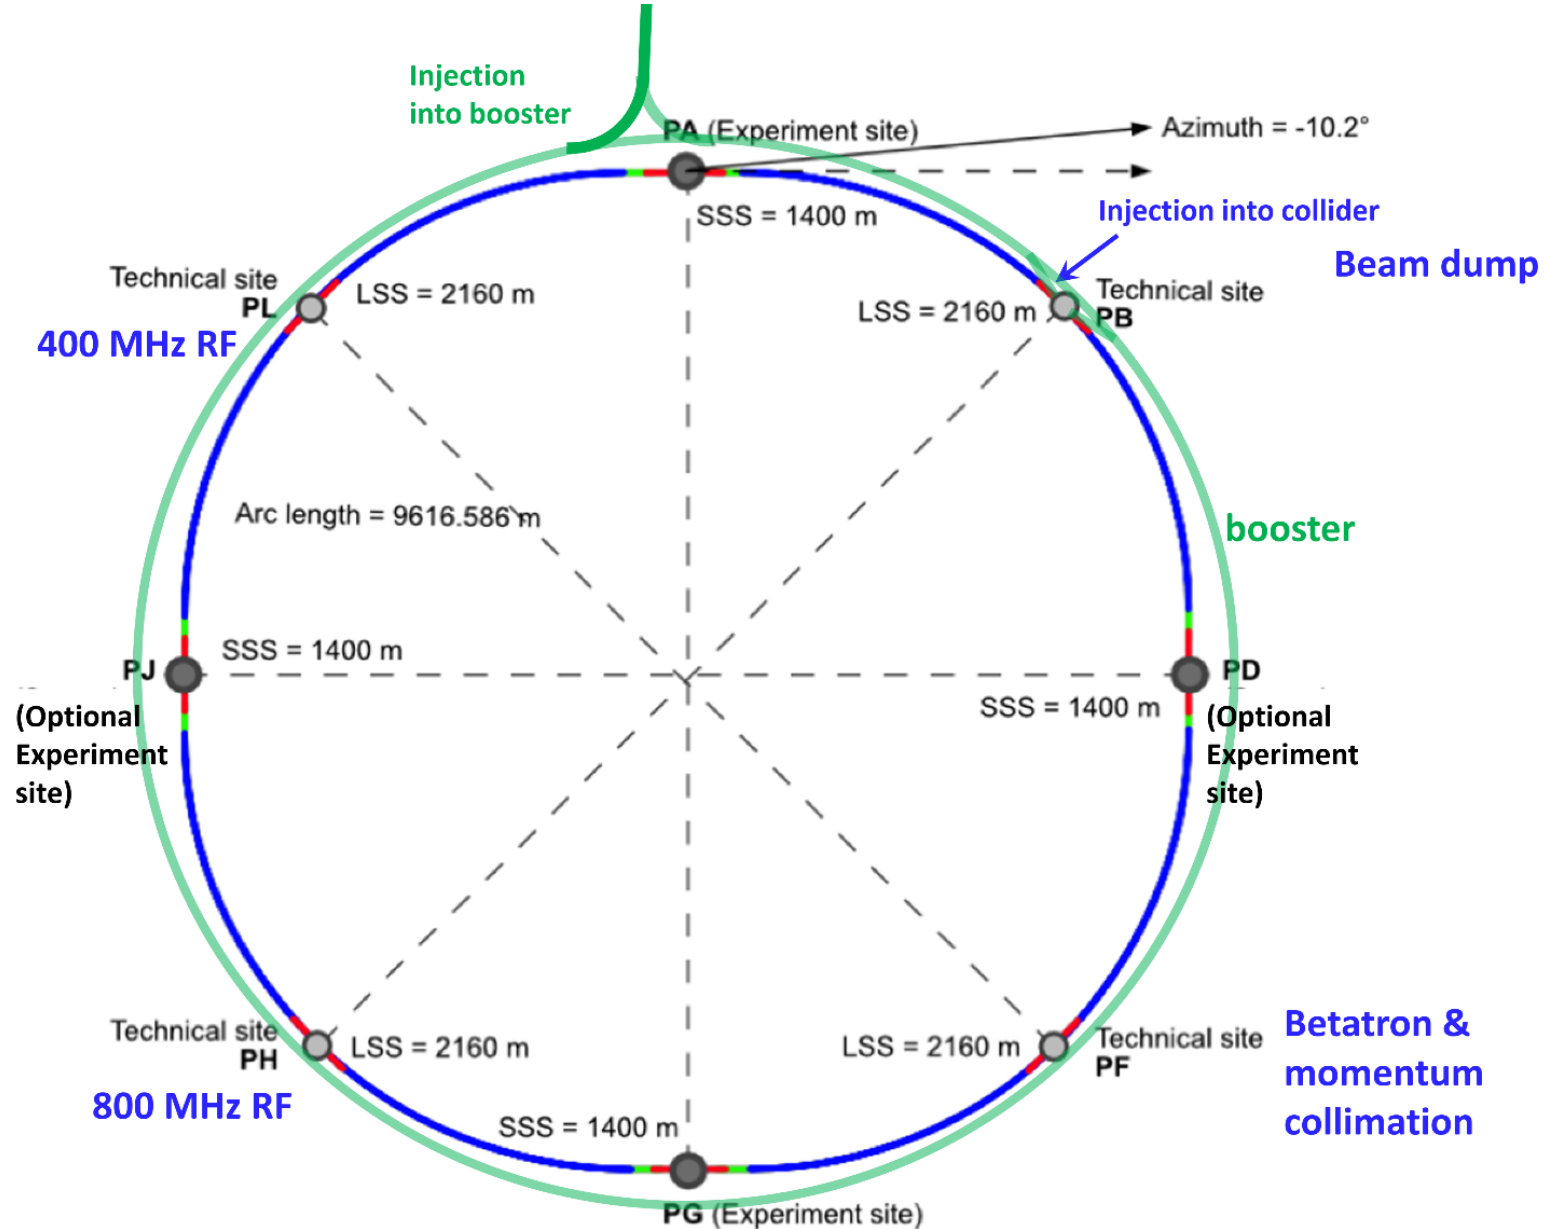 Injection
into booster
PA (Experiment site)
Azimuth = -10.2°
SSS = 1400 m
Injection into collider
Beam dump
Technical site
PL
LSS = 2160 m
400 MHz RF
LSS = 2160 m
Technical site
PB
Arc length = 9616.586 m
booster
PJ
SSS = 1400 m
(Optional
Experiment
site)
PD
SSS = 1400 m
(Optional
Experiment
site)
Technical site
PH
LSS = 2160 m
800 MHz RF
LSS = 2160 m
Technical site
PF
Betatron &
momentum
collimation
SSS = 1400 m
PG (Experiment site)